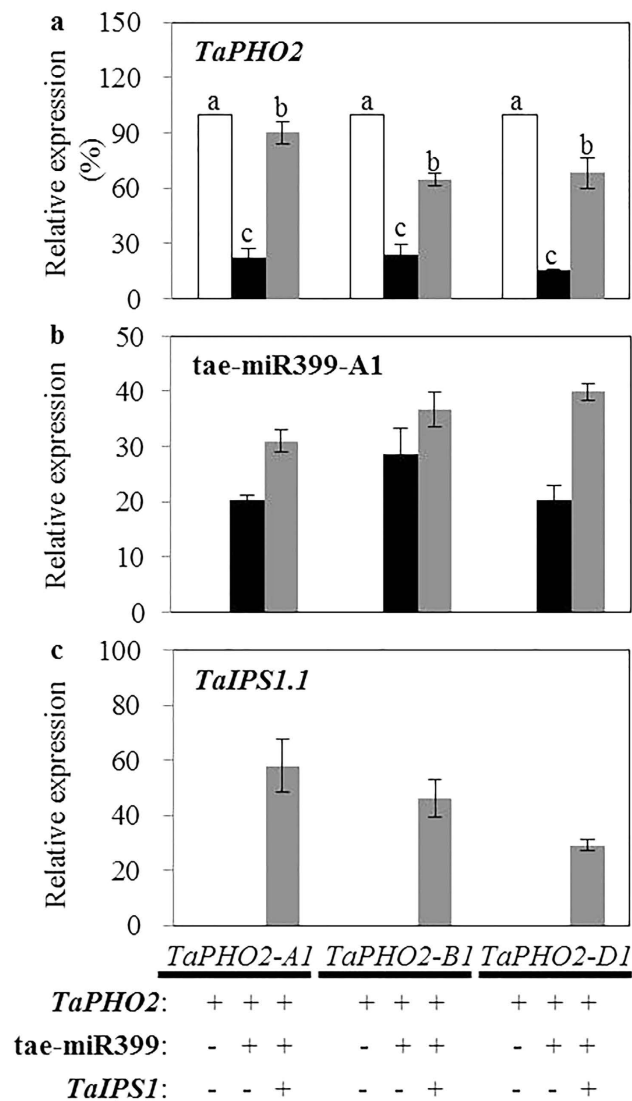 a
150
120
90
60
30
0
Relative expression (%)
TaPHO2
a c b a c b a c b
b
50
40
30
20
10
0
Relative expression
tae-miR399-A1
c
100
80
60
40
20
0
Relative expression
TaIPS1.1
TaPHO2-A1 TaPHO2-B1 TaPHO2-D1
TaPHO2: + + + + + + + + +
tae-miR399: - + + - + + - + +
TaIPS1: - - + - - + - - +